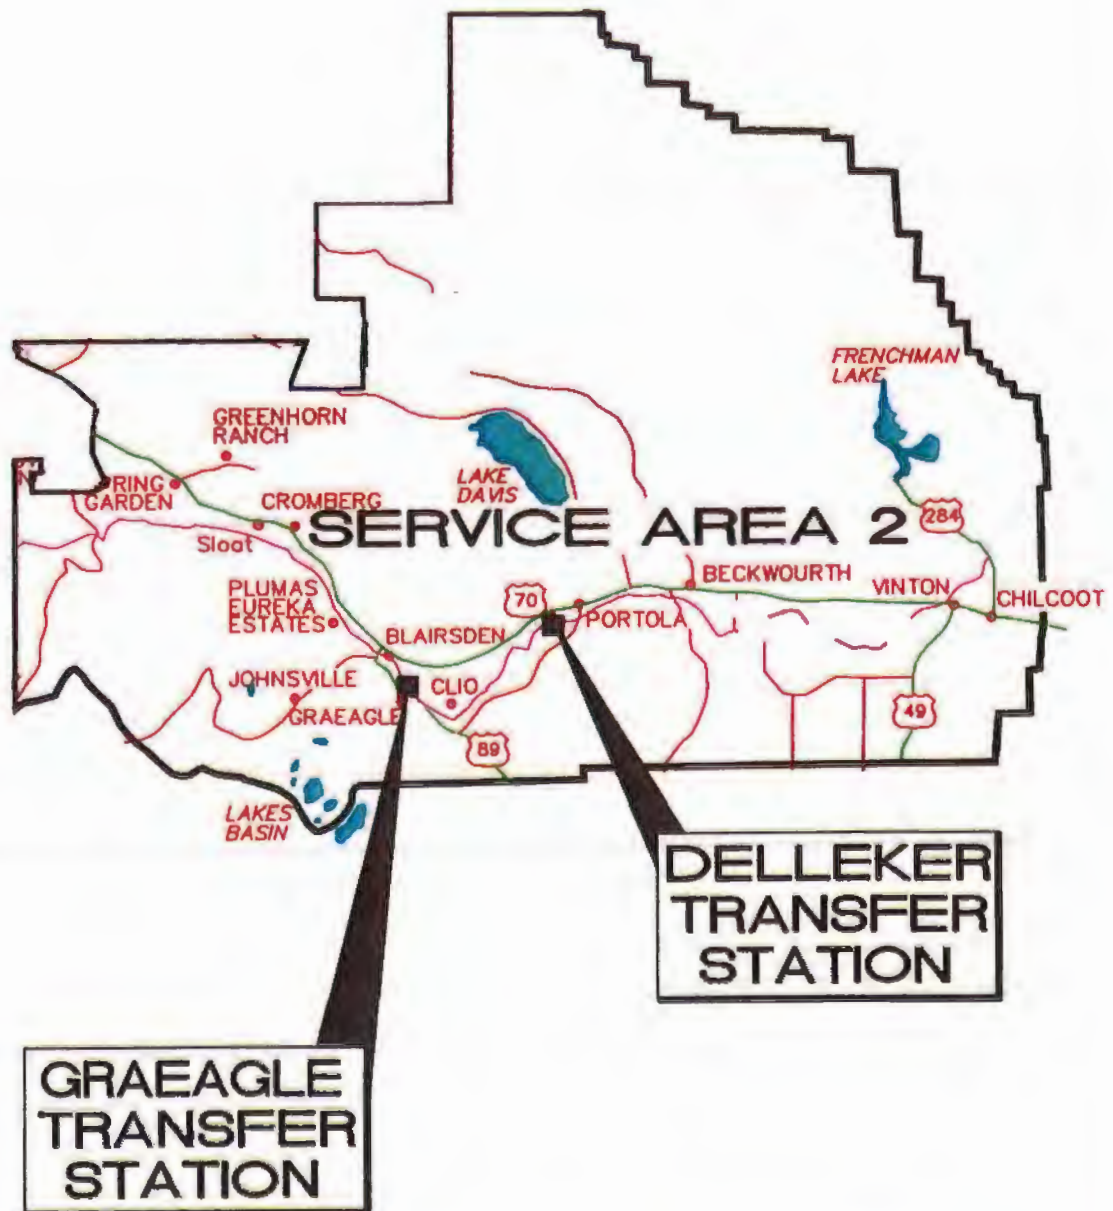 FRENCHMAN
LAKE
GREENHORN
RANCH
LAKE
DAVIS
RING
GARDEN
CROMBERG
Sloat
SERVICE AREA 2
284
PLUMAS
EUREKA
ESTATES
70
BECKWOURTH
VINTON
CHILCOOT
PORTOLA
BLAIRSDEN
JOHNSVILLE
CLIO
GRAEAGLE
49
89
LAKES
BASIN
DELLEKER
TRANSFER
STATION
GRAEAGLE
TRANSFER
STATION